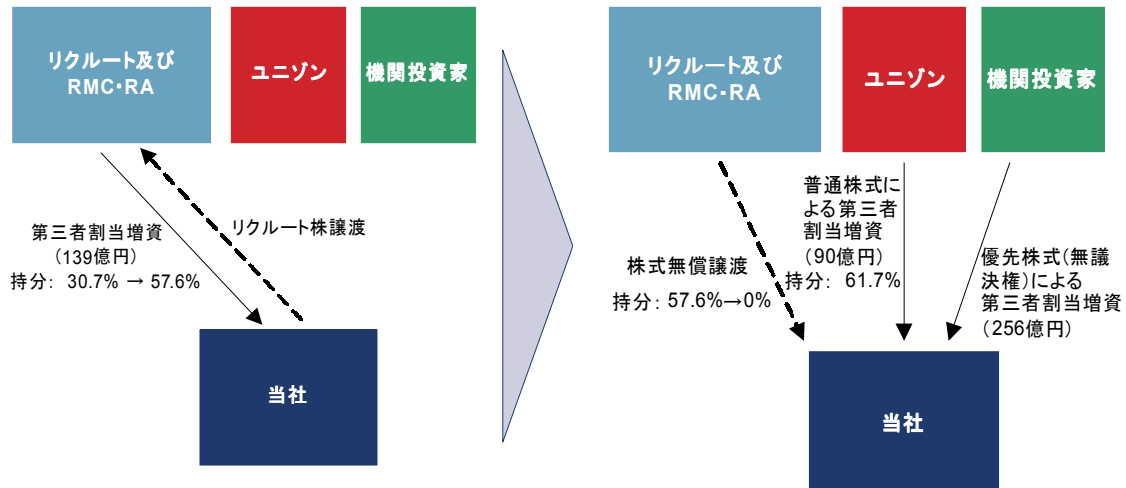 リクルート及び
RMC・RA
ユニゾン
機関投資家
第三者割当増資
(139億円)
持分: 30.7% → 57.6%
リクルート株譲渡
当社
リクルート及び
RMC・RA
ユニゾン
機関投資家
株式無償譲渡
持分: 57.6%→0%
普通株式に
よる第三者
割当増資
(90億円)
持分: 61.7%
優先株式(無議
決権)による
第三者割当増資
(256億円)
当社